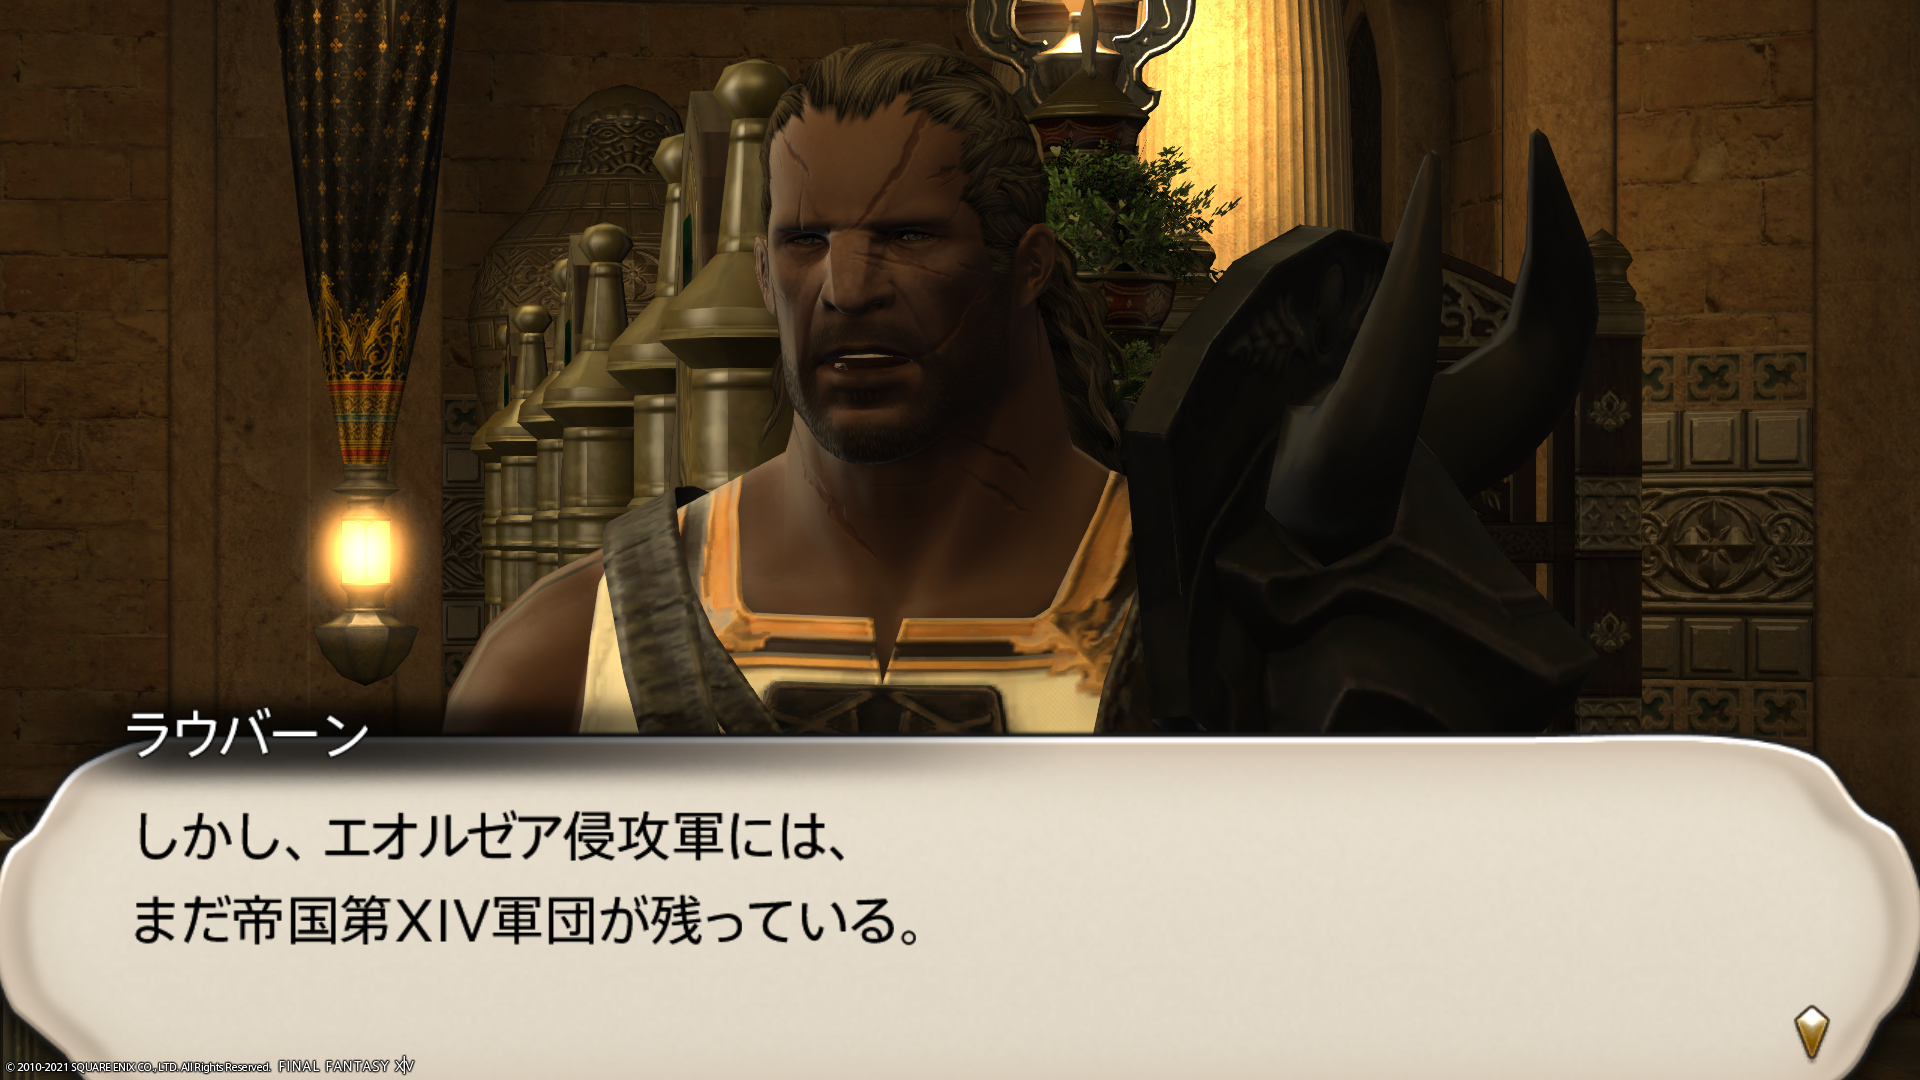 ラウバーン
しかし、エオルゼア侵攻軍には、
まだ帝国第XIV軍団が残っている。
© 2010-2021 SQUARE ENIX CO., LTD. All Rights Reserved. FINAL FANTASY XIV